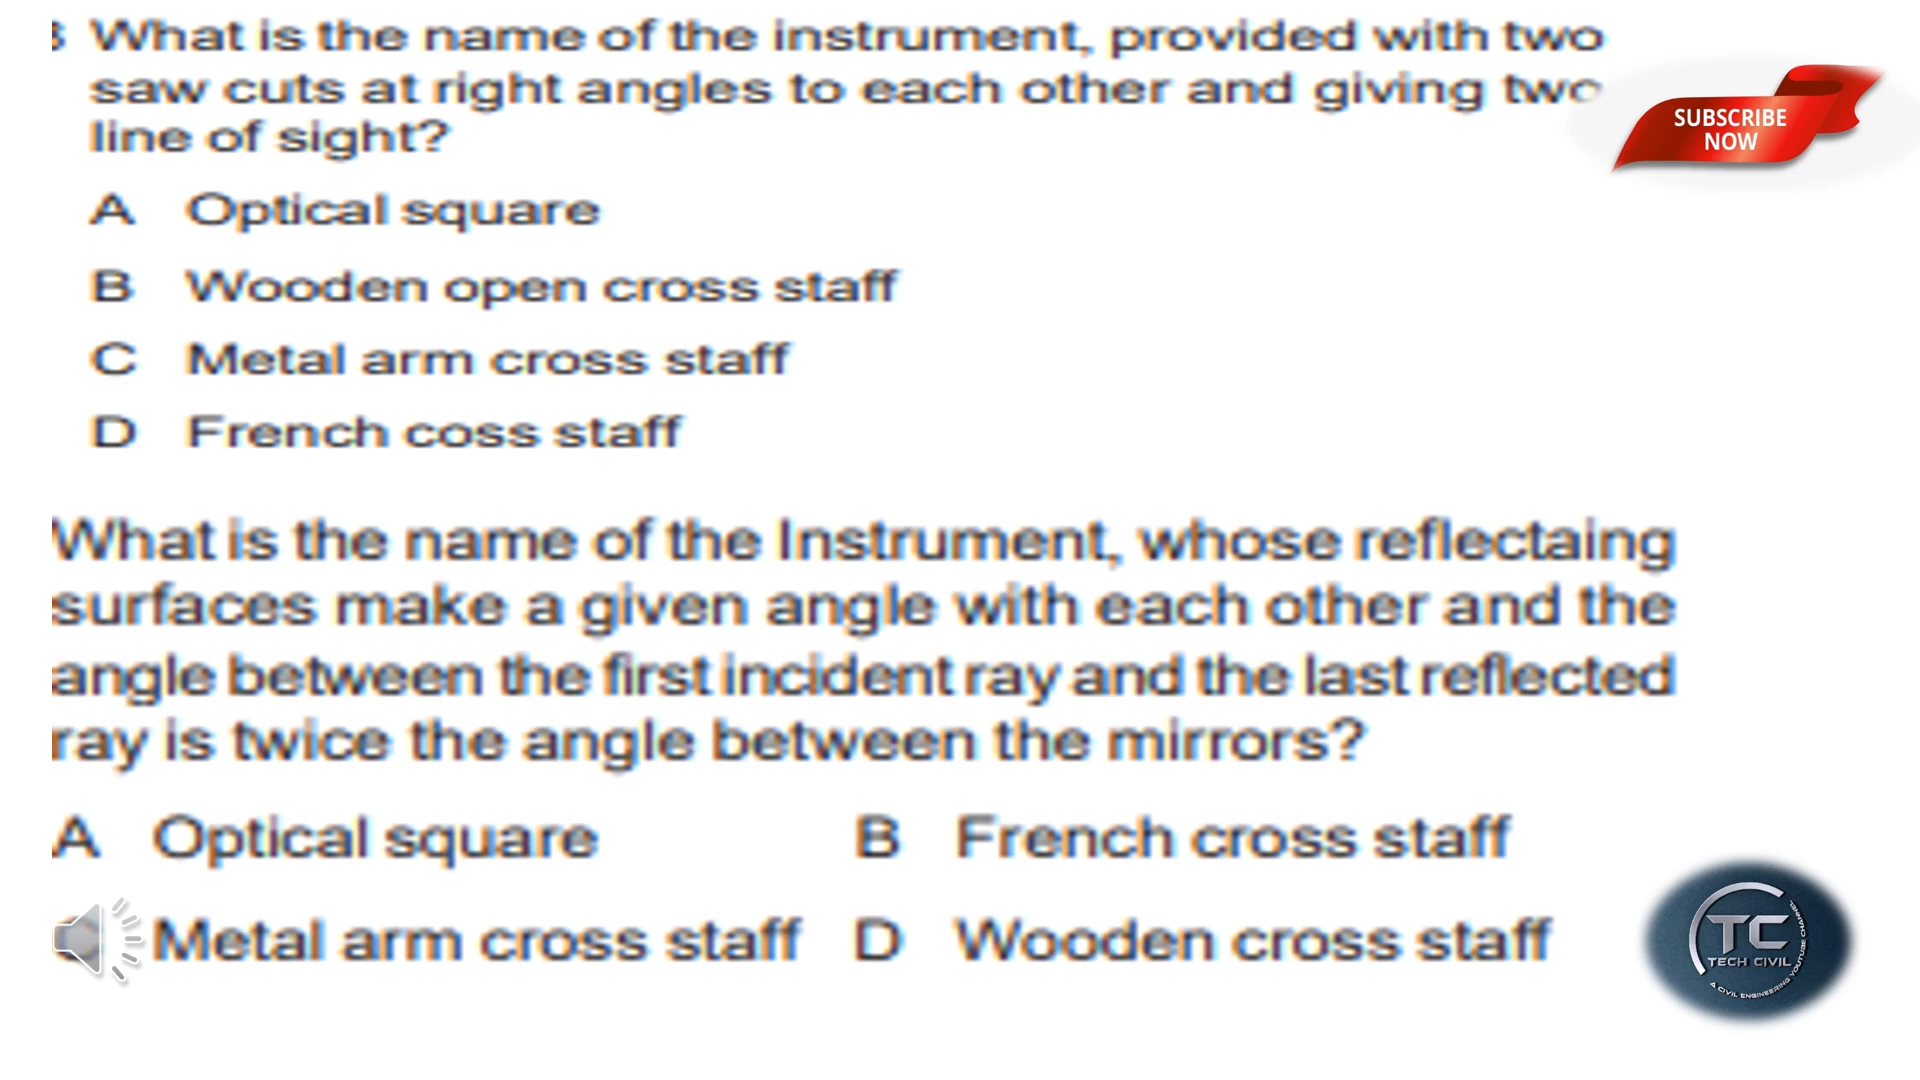 What is the name of the instrument, provided with two
saw cuts at right angles to each other and giving two
line of sight?
SUBSCRIBE
NOW
A Optical square
B Wooden open cross staff
C Metal arm cross staff
D French coss staff
What is the name of the Instrument, whose reflectaing
surfaces make a given angle with each other and the
angle between the first incident ray and the last reflected
ray is twice the angle between the mirrors?
A Optical square B French cross staff
Metal arm cross staff D Wooden cross staff
TC
TECH CIVIL
A CIVIL ENGINEERING YOUTUBE CHANNEL